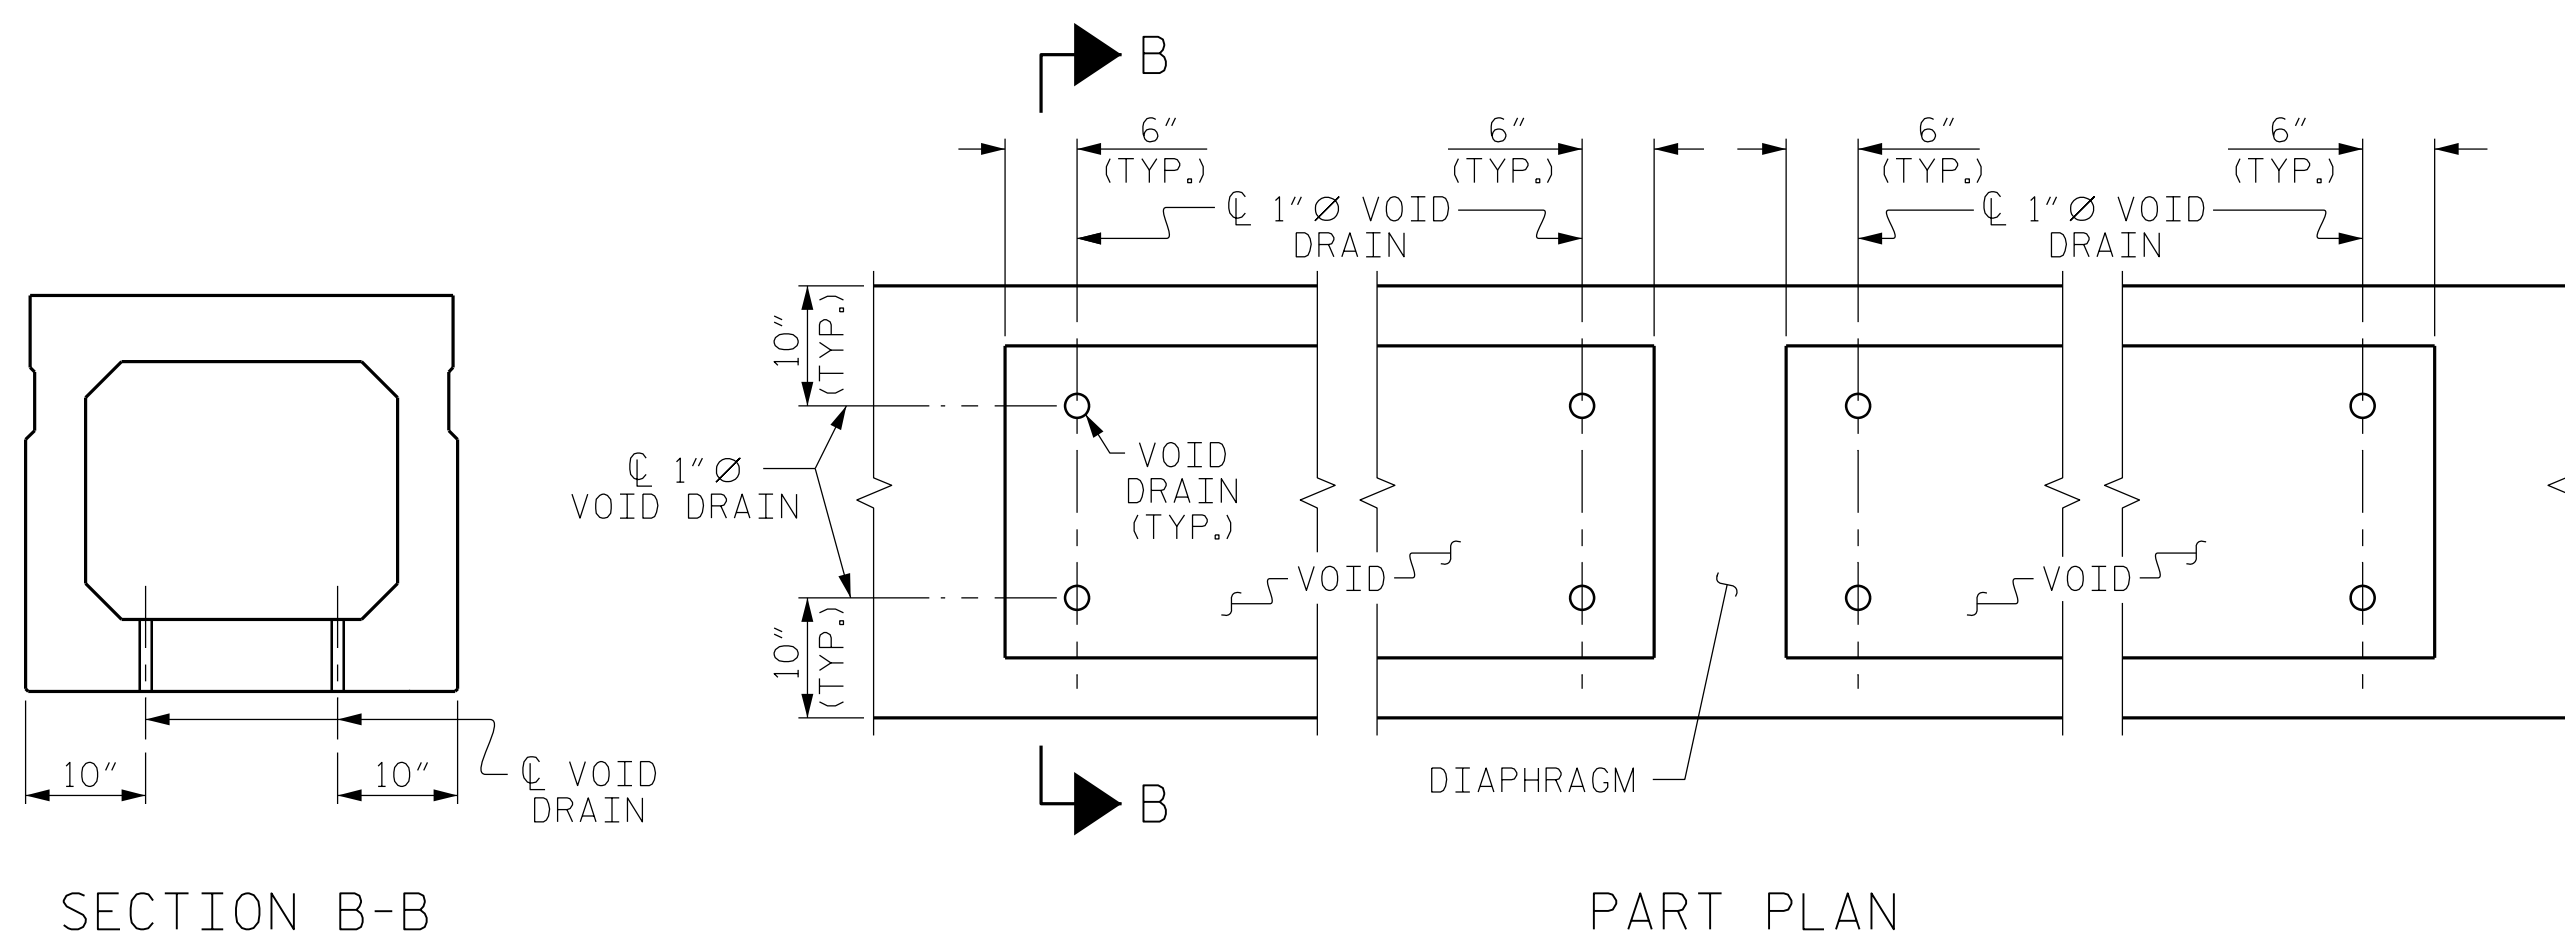 B
6" 6" 6" 6"
(TYP.) (TYP.) (TYP.) (TYP.)
℄ 1"Ø VOID
DRAIN
℄ 1"Ø VOID
DRAIN
10"
(TYP.)
℄ 1"Ø
VOID DRAIN
VOID
DRAIN
(TYP.)
VOID
VOID
10"
(TYP.)
10" 10"
℄ VOID
DRAIN
DIAPHRAGM
B
SECTION B-B
PART PLAN